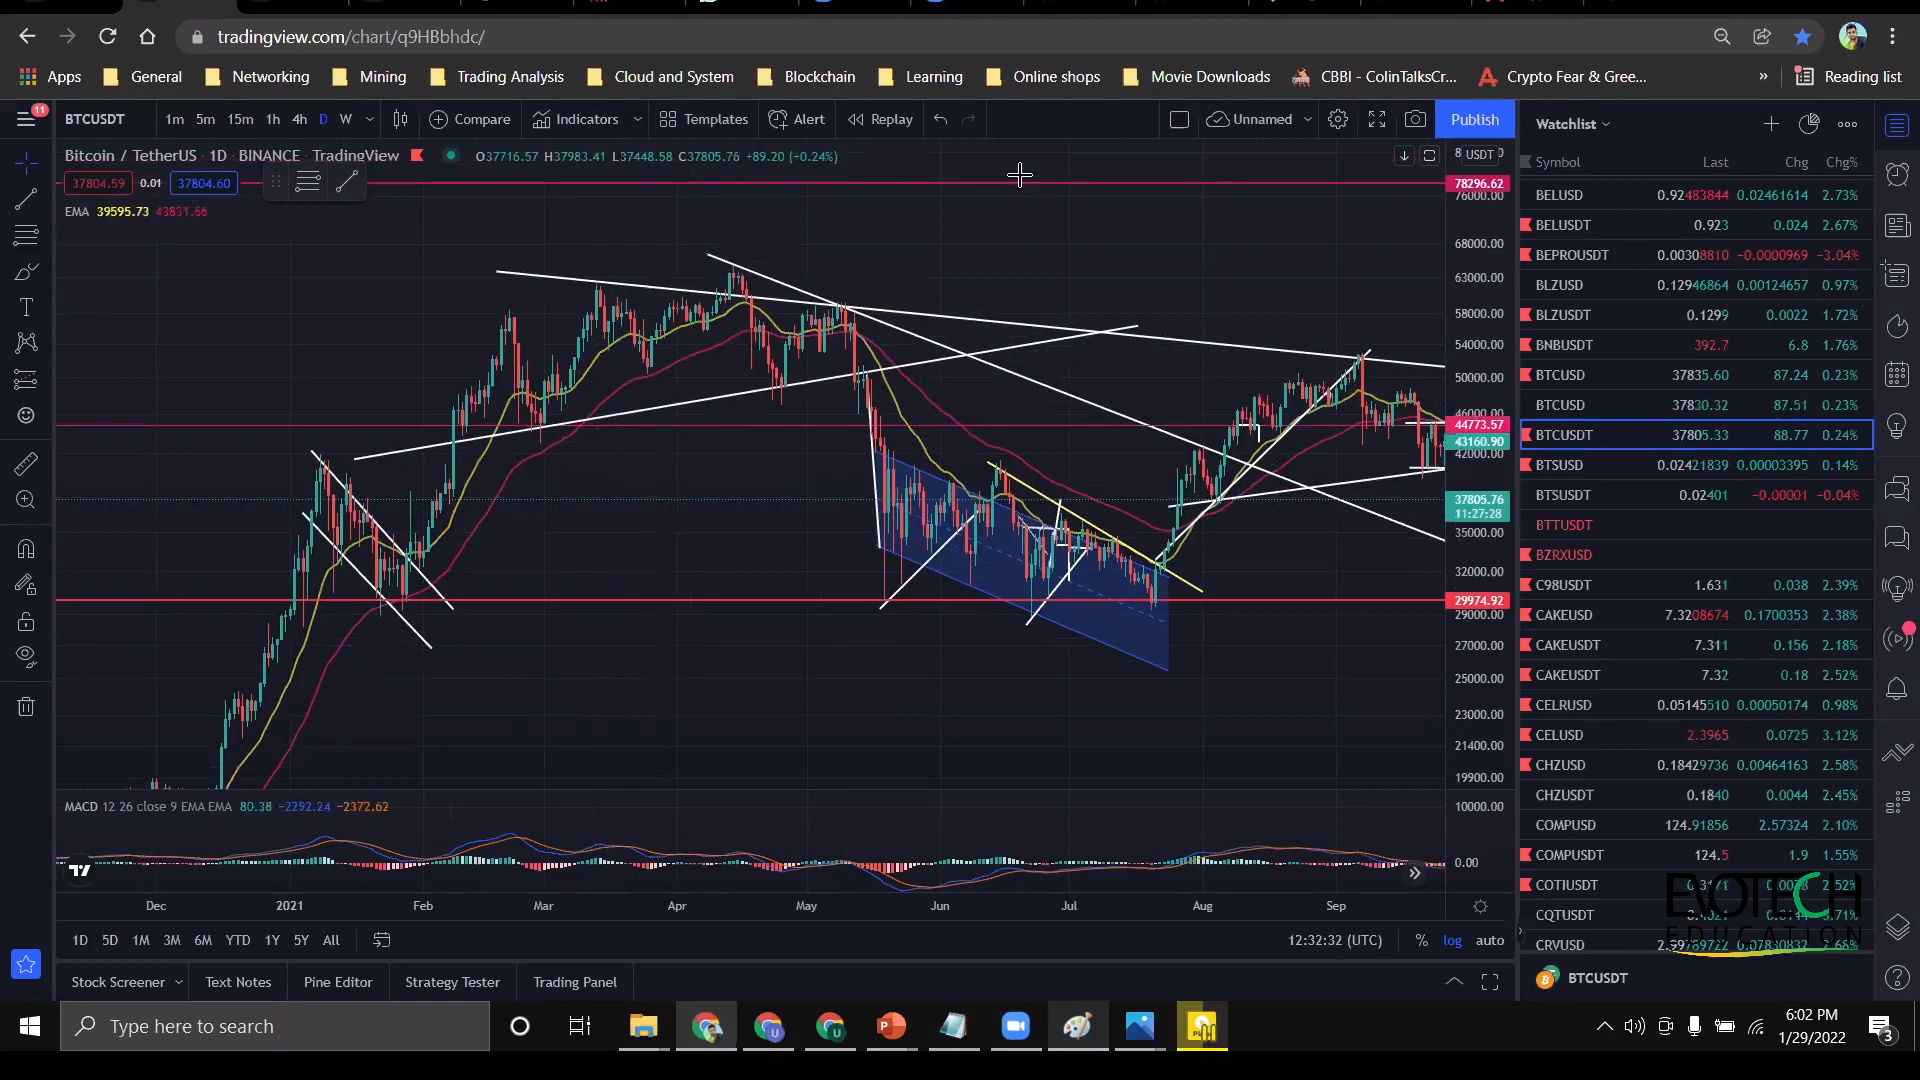 tradingview.com/chart/q9HBbhdc/
Apps General Networking Mining Trading Analysis Cloud and System Blockchain Learning Online shops Movie Downloads CBBI - ColinTalksCr... Crypto Fear & Gree... » Reading list
11
BTCUSDT 1m 5m 15m 1h 4h D W Compare Indicators Templates Alert Replay Unnamed Publish
Bitcoin / TetherUS · 1D · BINANCE · TradingView O37716.57 H37983.41 L37448.58 C37805.76 +89.20 (+0.24%)
37804.59 0.01 37804.60
EMA 39595.73 43831.66
USDT
78296.62
76000.00
68000.00
63000.00
58000.00
54000.00
50000.00
46000.00
44773.57
43160.90
42000.00
37805.76
11:27:28
35000.00
32000.00
29974.92
29000.00
27000.00
25000.00
23000.00
21400.00
19900.00
MACD 12 26 close 9 EMA EMA 80.38 −2292.24 −2372.62
10000.00
0.00
Dec 2021 Feb Mar Apr May Jun Jul Aug Sep
1D 5D 1M 3M 6M YTD 1Y 5Y All 12:32:32 (UTC) % log auto
Stock Screener Text Notes Pine Editor Strategy Tester Trading Panel
Watchlist
Symbol Last Chg Chg%
BELUSD 0.92483844 0.02461614 2.73%
BELUSDT 0.923 0.024 2.67%
BEPROUSDT 0.00308810 −0.0000969 −3.04%
BLZUSD 0.12946864 0.00124657 0.97%
BLZUSDT 0.1299 0.0022 1.72%
BNBUSDT 392.7 6.8 1.76%
BTCUSD 37835.60 87.24 0.23%
BTCUSD 37830.32 87.51 0.23%
BTCUSDT 37805.33 88.77 0.24%
BTSUSD 0.02421839 0.00003395 0.14%
BTSUSDT 0.02401 −0.00001 −0.04%
BTTUSDT
BZRXUSD
C98USDT 1.631 0.038 2.39%
CAKEUSD 7.3208674 0.1700353 2.38%
CAKEUSDT 7.311 0.156 2.18%
CAKEUSDT 7.32 0.18 2.52%
CELRUSD 0.05145510 0.00050174 0.98%
CELUSD 2.3965 0.0725 3.12%
CHZUSD 0.18429736 0.00464163 2.58%
CHZUSDT 0.1840 0.0044 2.45%
COMPUSD 124.91856 2.57324 2.10%
COMPUSDT 124.5 1.9 1.55%
COTIUSDT
CQTUSDT
CRVUSD
EVOTECH
EDUCATION
BTCUSDT
Type here to search
6:02 PM
1/29/2022
3